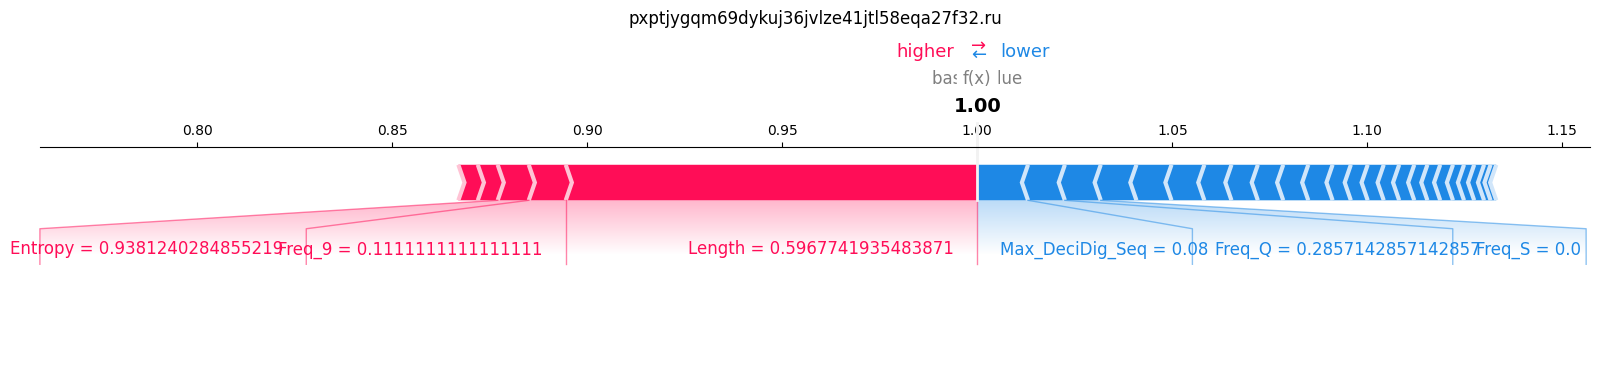 pxptjygqm69dykuj36jvlze41jtl58eqa27f32.ru
higher ⇄ lower
f(x) lue
1.00
0.80 0.85 0.90 0.95 1.00 1.05 1.10 1.15
Entropy = 0.9381240284855219 Freq_9 = 0.1111111111111111 Length = 0.5967741935483871 Max_DeciDig_Seq = 0.08 Freq_Q = 0.2857142857142857 Freq_S = 0.0